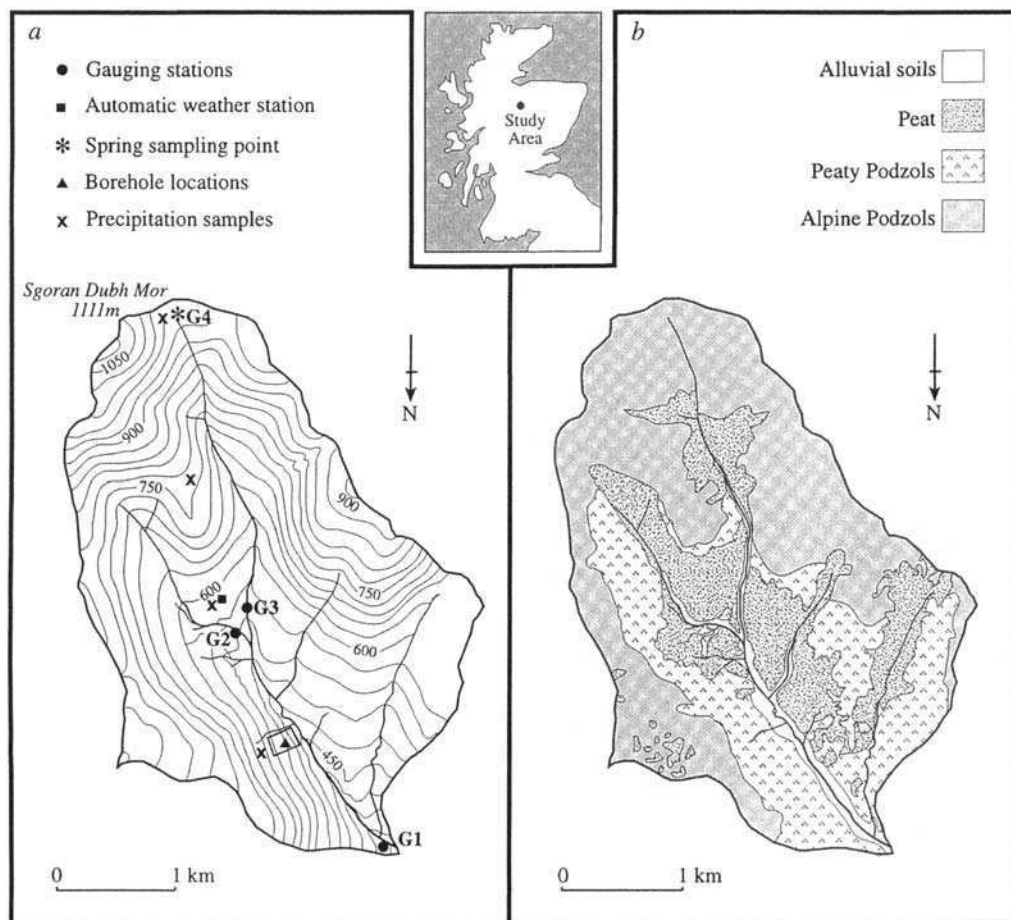 a
Gauging stations
Automatic weather station
Spring sampling point
Borehole locations
Precipitation samples
Study
Area
b
Alluvial soils
Peat
Peaty Podzols
Alpine Podzols
Sgoran Dubh Mor
1111m
G4
1050
N
900
750
900
600
G3
750
G2
600
450
G1
0 1 km
N
0 1 km